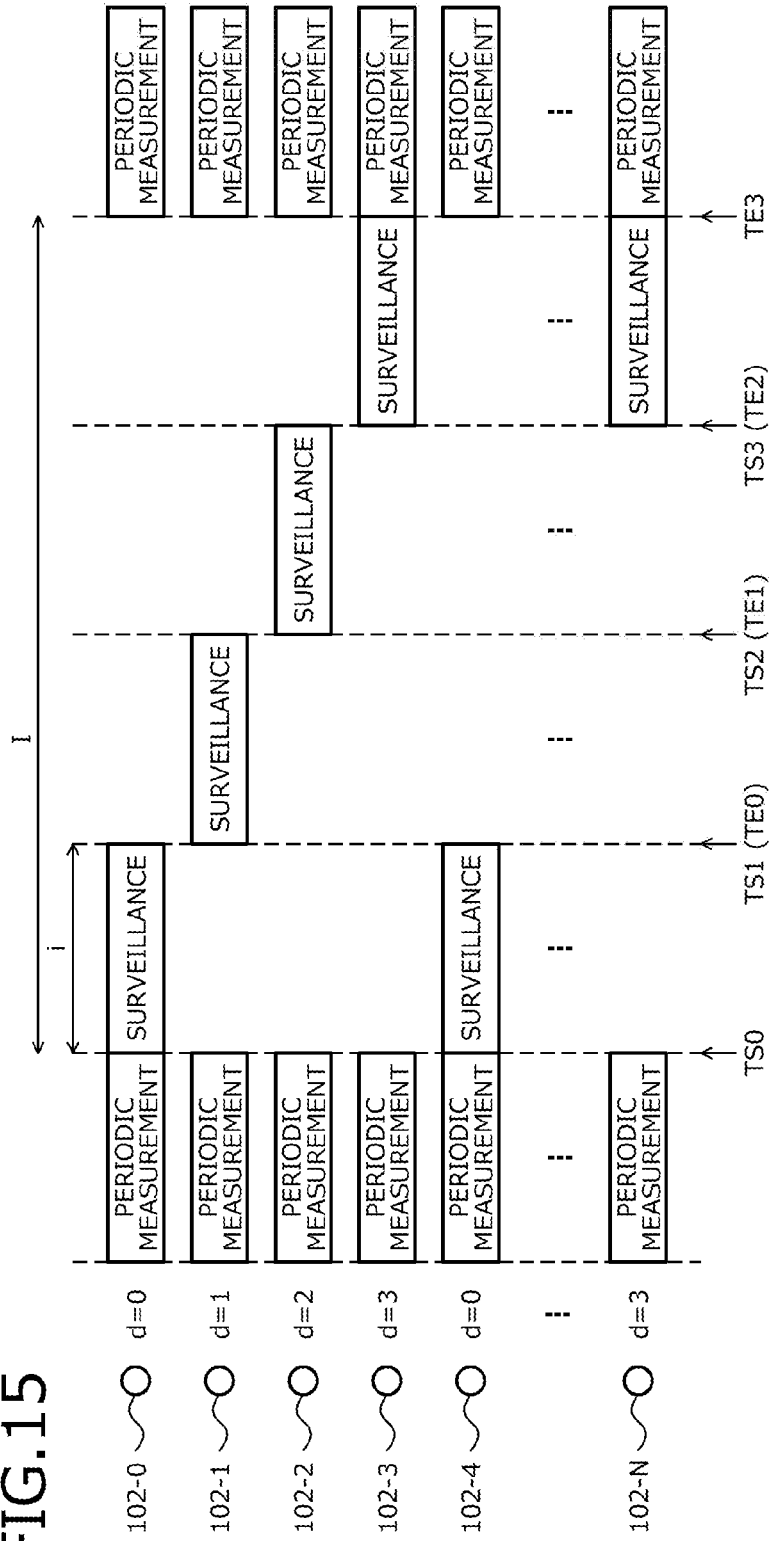 FIG.15
I
i
102-0 d=0 PERIODIC MEASUREMENT SURVEILLANCE PERIODIC MEASUREMENT
102-1 d=1 PERIODIC MEASUREMENT SURVEILLANCE PERIODIC MEASUREMENT
102-2 d=2 PERIODIC MEASUREMENT SURVEILLANCE PERIODIC MEASUREMENT
102-3 d=3 PERIODIC MEASUREMENT SURVEILLANCE PERIODIC MEASUREMENT
102-4 d=0 PERIODIC MEASUREMENT SURVEILLANCE PERIODIC MEASUREMENT
102-N d=3 PERIODIC MEASUREMENT SURVEILLANCE PERIODIC MEASUREMENT
TS0 TS1 (TE0) TS2 (TE1) TS3 (TE2) TE3